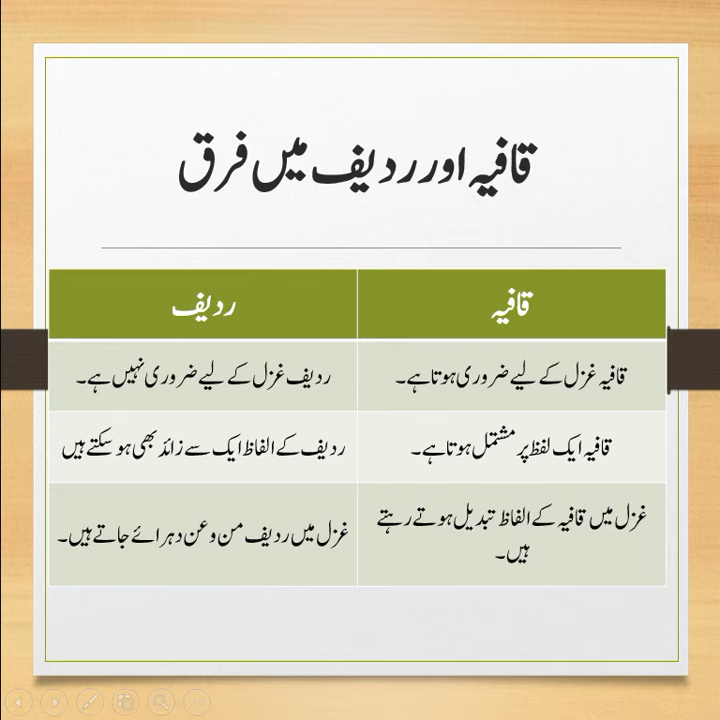 قافیہ اور ردیف میں فرق
قافیہ
ردیف
قافیہ غزل کے لیے ضروری ہوتا ہے۔
ردیف غزل کے لیے ضروری نہیں ہے۔
قافیہ ایک لفظ پر مشتمل ہوتا ہے۔
ردیف کے الفاظ ایک سے زائد بھی ہو سکتے ہیں
غزل میں قافیہ کے الفاظ تبدیل ہوتے رہتے
ہیں۔
غزل میں ردیف من و عن دہرائے جاتے ہیں۔